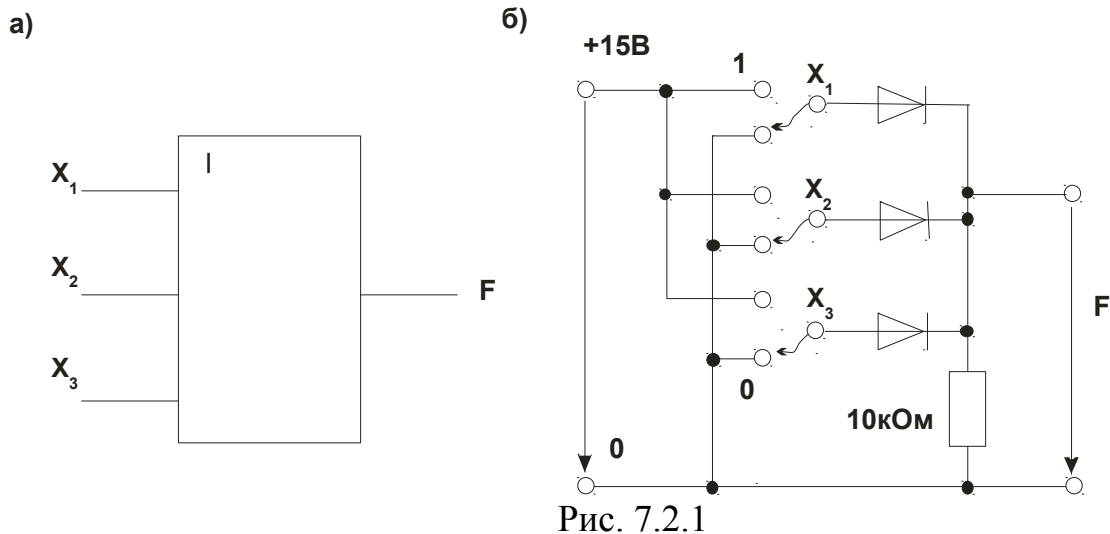 а)
X₁
X₂
X₃
|
F
б)
+15В
1
X₁
X₂
X₃
0
0
10кОм
F
Рис. 7.2.1